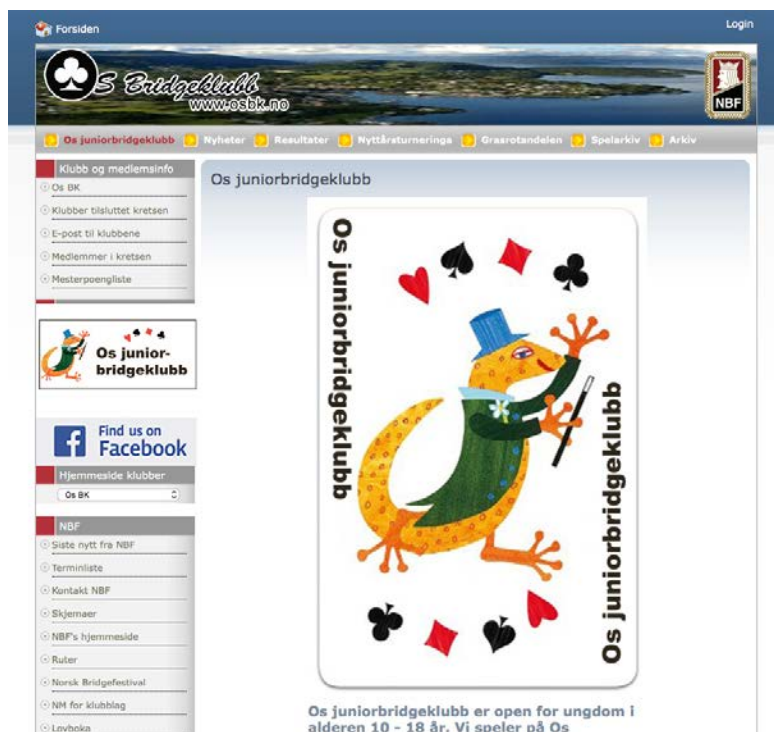 Forsiden
Login
OS Bridgeklubb
www.osbk.no
NBF
Os juniorbridgeklubb Nyheter Resultater Nyttårsturneringa Grasrotandelen Spelarkiv Arkiv
Klubb og medlemsinfo
Os BK
Klubber tilsluttet kretsen
E-post til klubbene
Medlemmer i kretsen
Mesterpoengliste
Os junior-
bridgeklubb
Find us on
Facebook
Hjemmeside klubber
Os BK
NBF
Siste nytt fra NBF
Terminliste
Kontakt NBF
Skjemaer
NBF's hjemmeside
Ruter
Norsk Bridgefestival
NM for klubblag
Lovboka
Os juniorbridgeklubb
Os juniorbridgeklubb
Os juniorbridgeklubb
Os juniorbridgeklubb er open for ungdom i
alderen 10 - 18 år. Vi speler på Os